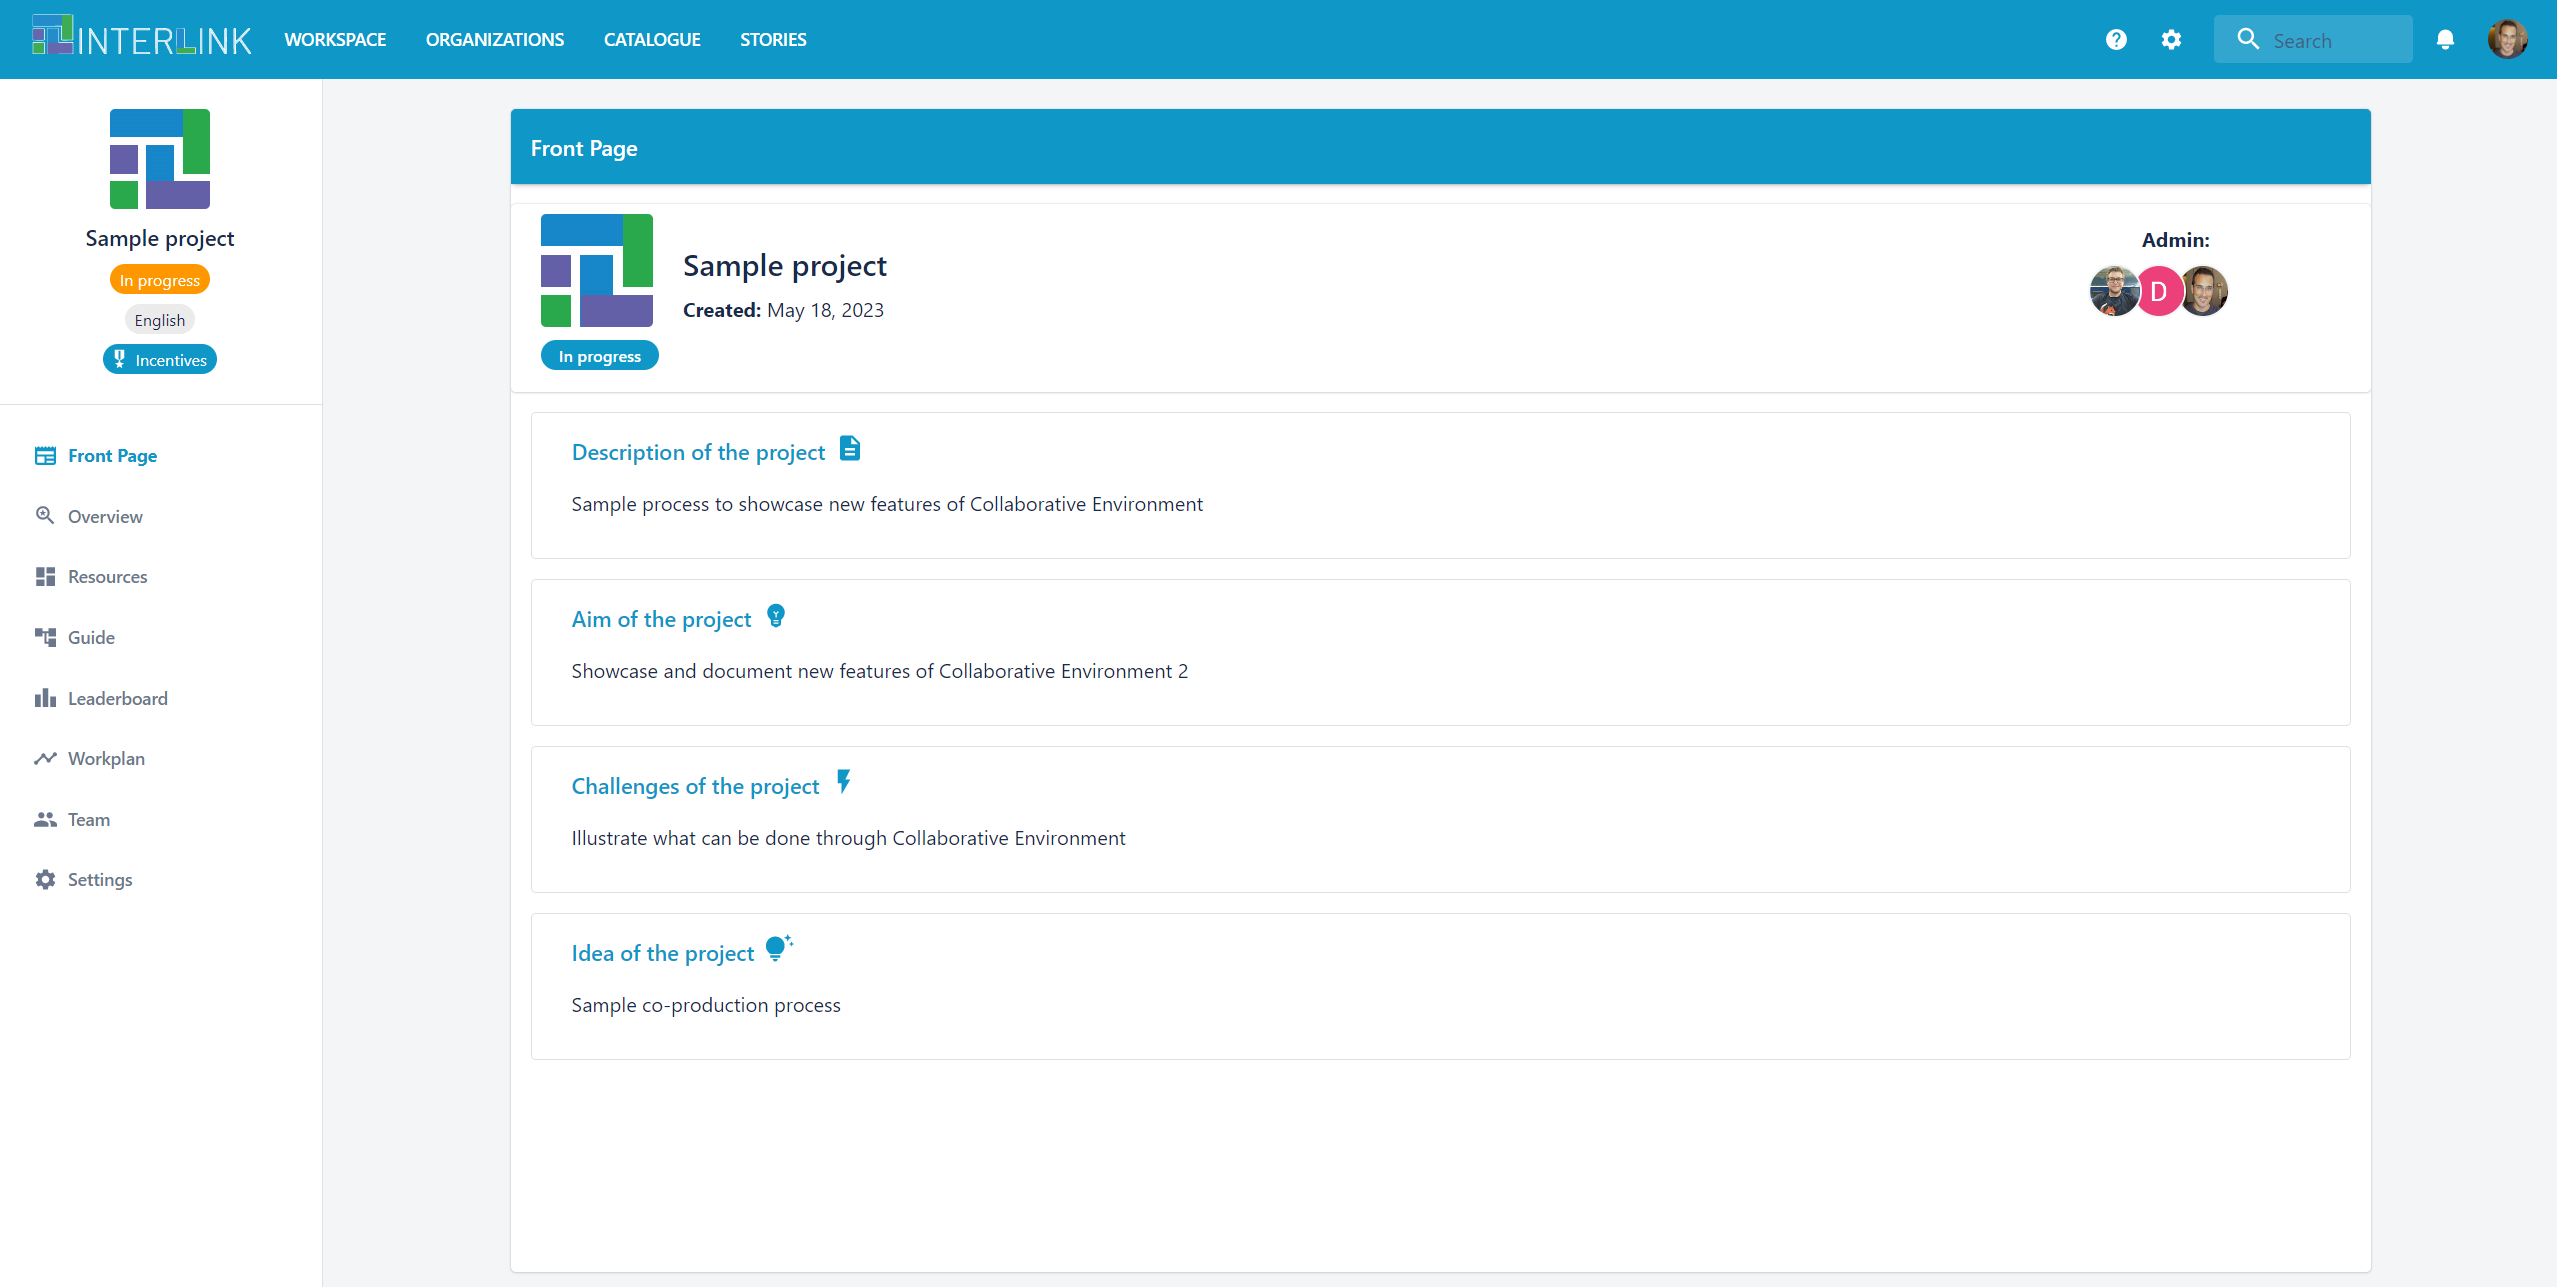 INTERLINK
WORKSPACE ORGANIZATIONS CATALOGUE STORIES
Search
Sample project
In progress
English
Incentives
Front Page
Overview
Resources
Guide
Leaderboard
Workplan
Team
Settings
Front Page
Sample project
Created: May 18, 2023
In progress
Admin:
D
Description of the project
Sample process to showcase new features of Collaborative Environment
Aim of the project
Showcase and document new features of Collaborative Environment 2
Challenges of the project
Illustrate what can be done through Collaborative Environment
Idea of the project
Sample co-production process